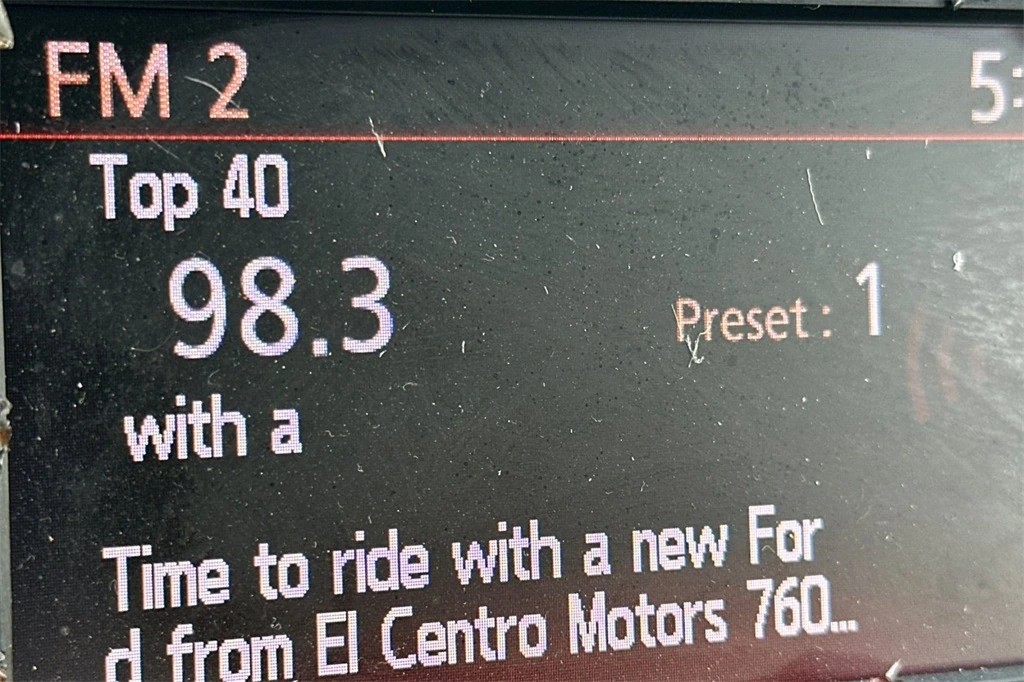 FM 2
5:
Top 40
98.3
Preset : 1
with a
Time to ride with a new For
d from El Centro Motors 760...